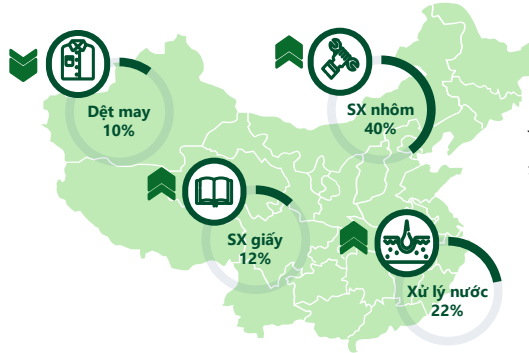 Dệt may
10%
SX nhôm
40%
SX giấy
12%
Xử lý nước
22%